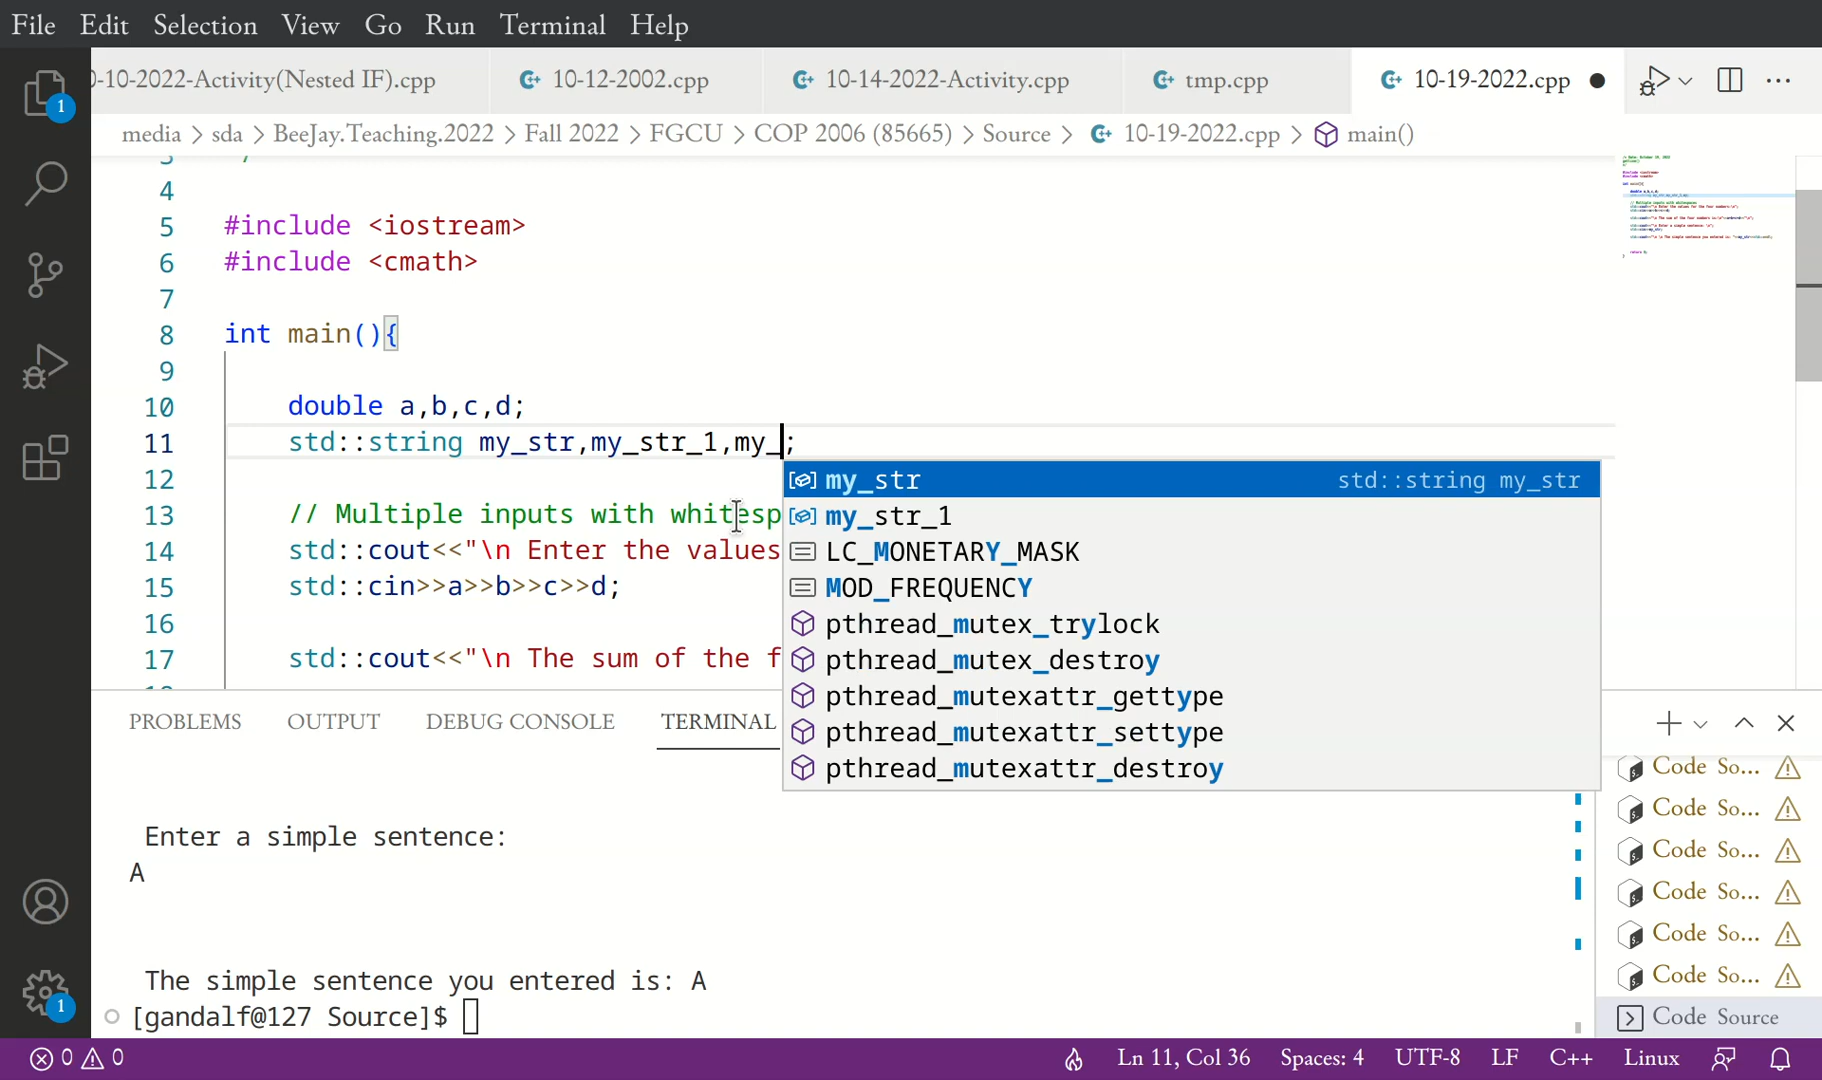 File Edit Selection View Go Run Terminal Help
0-10-2022-Activity(Nested IF).cpp 10-12-2002.cpp 10-14-2022-Activity.cpp tmp.cpp 10-19-2022.cpp
media > sda > BeeJay.Teaching.2022 > Fall 2022 > FGCU > COP 2006 (85665) > Source > 10-19-2022.cpp > main()
4
5 #include <iostream>
6 #include <cmath>
7
8 int main(){
9
10 double a,b,c,d;
11 std::string my_str,my_str_1,my_;
12
13 // Multiple inputs with whitesp
14 std::cout<<"\n Enter the values
15 std::cin>>a>>b>>c>>d;
16
17 std::cout<<"\n The sum of the f
my_str std::string my_str
my_str_1
LC_MONETARY_MASK
MOD_FREQUENCY
pthread_mutex_trylock
pthread_mutex_destroy
pthread_mutexattr_gettype
pthread_mutexattr_settype
pthread_mutexattr_destroy
PROBLEMS OUTPUT DEBUG CONSOLE TERMINAL
Enter a simple sentence:
A
The simple sentence you entered is: A
[gandalf@127 Source]$
Code So...
Code So...
Code So...
Code So...
Code So...
Code So...
Code Source
1
1
0 0 Ln 11, Col 36 Spaces: 4 UTF-8 LF C++ Linux